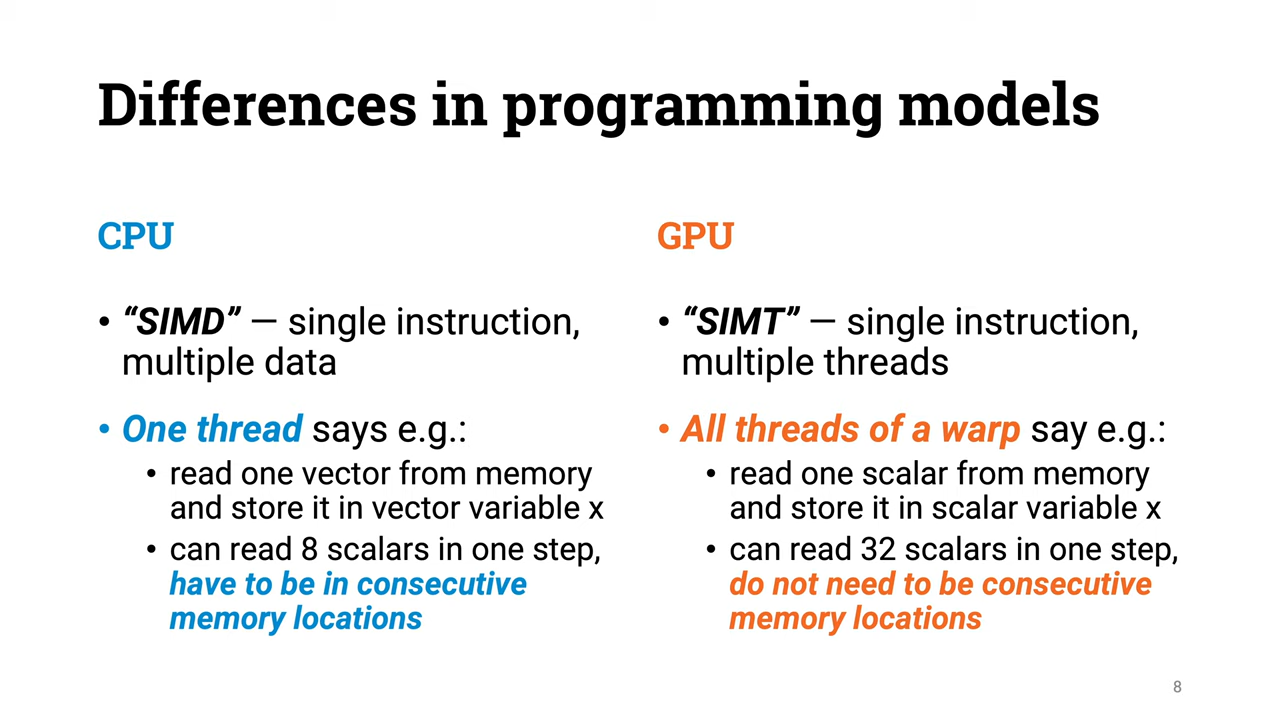 Differences in programming models
CPU
• “SIMD” — single instruction,
multiple data
• One thread says e.g.:
• read one vector from memory
and store it in vector variable x
• can read 8 scalars in one step,
have to be in consecutive
memory locations
GPU
• “SIMT” — single instruction,
multiple threads
• All threads of a warp say e.g.:
• read one scalar from memory
and store it in scalar variable x
• can read 32 scalars in one step,
do not need to be consecutive
memory locations
8